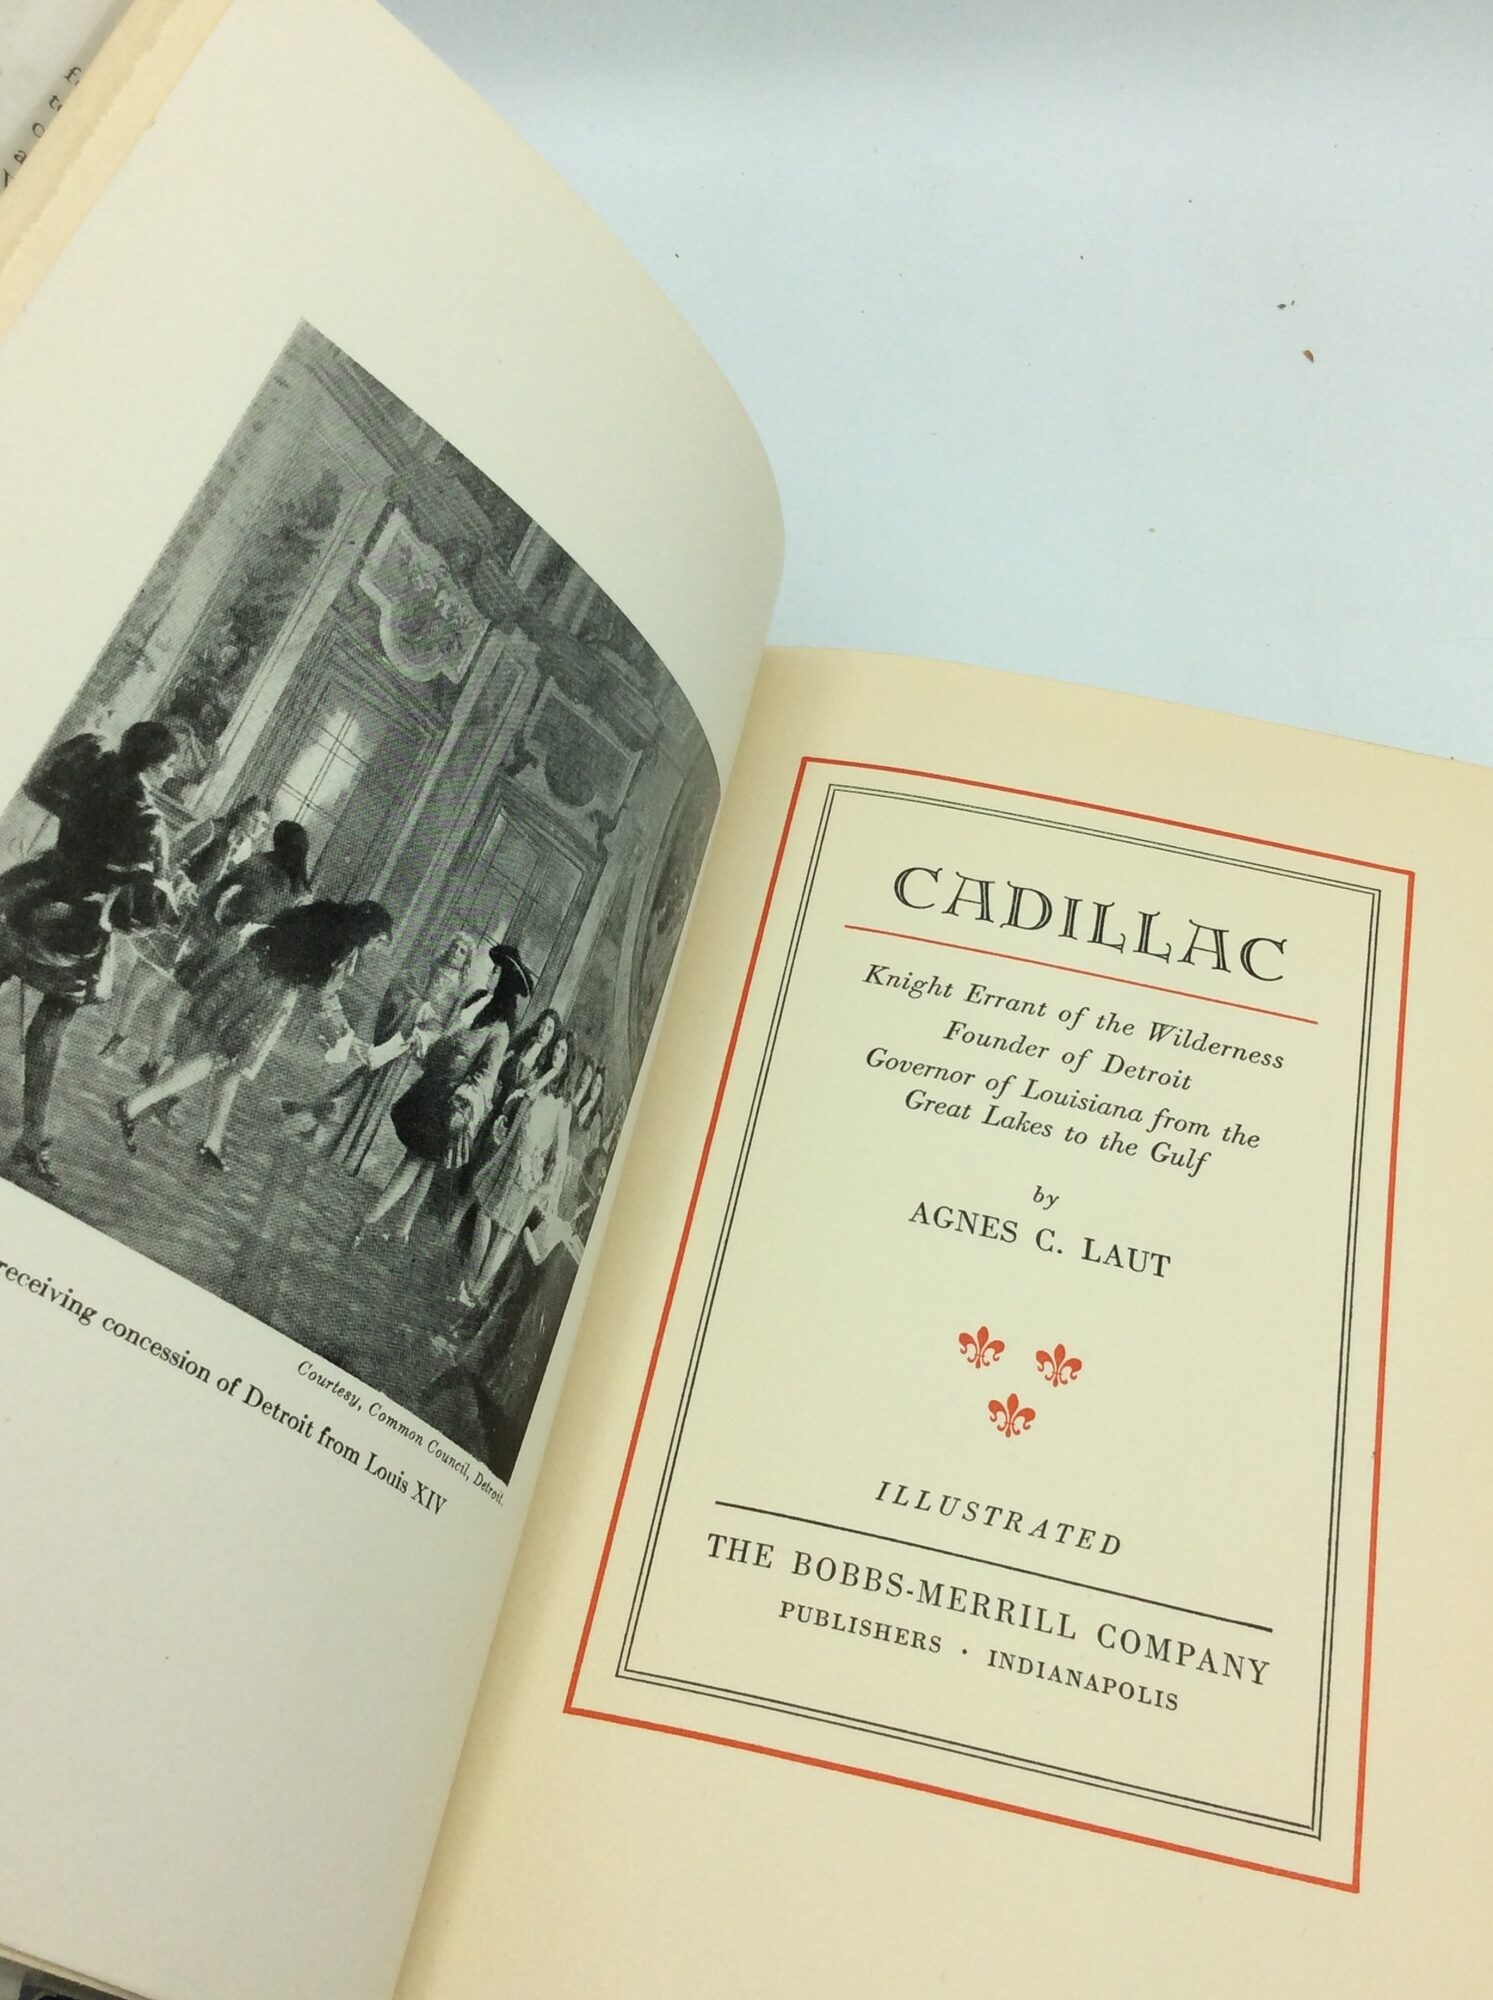 Courtesy, Common Council, Detroit.
receiving concession of Detroit from Louis XIV
CADILLAC
Knight Errant of the Wilderness
Founder of Detroit
Governor of Louisiana from the
Great Lakes to the Gulf
by
AGNES C. LAUT
ILLUSTRATED
THE BOBBS-MERRILL COMPANY
PUBLISHERS · INDIANAPOLIS